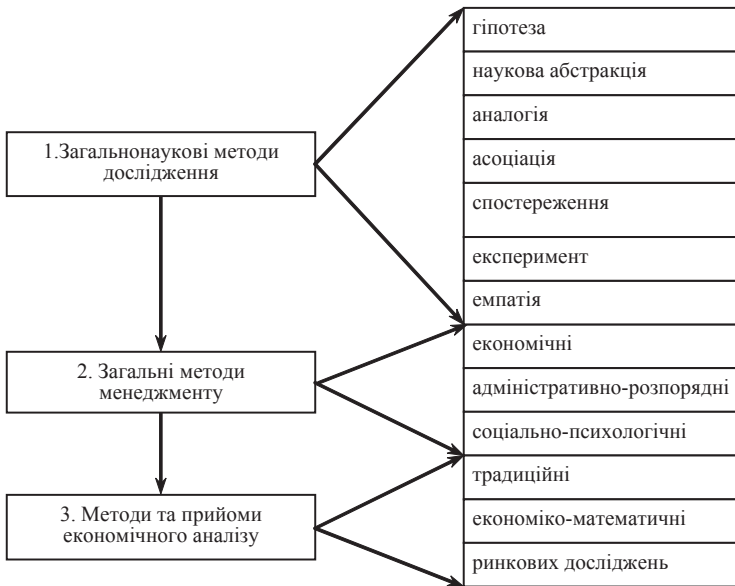 1.Загальнонаукові методи
дослідження
гіпотеза
наукова абстракція
аналогія
асоціація
спостереження
експеримент
емпатія
2. Загальні методи
менеджменту
економічні
адміністративно-розпорядні
соціально-психологічні
3. Методи та прийоми
економічного аналізу
традиційні
економіко-математичні
ринкових досліджень